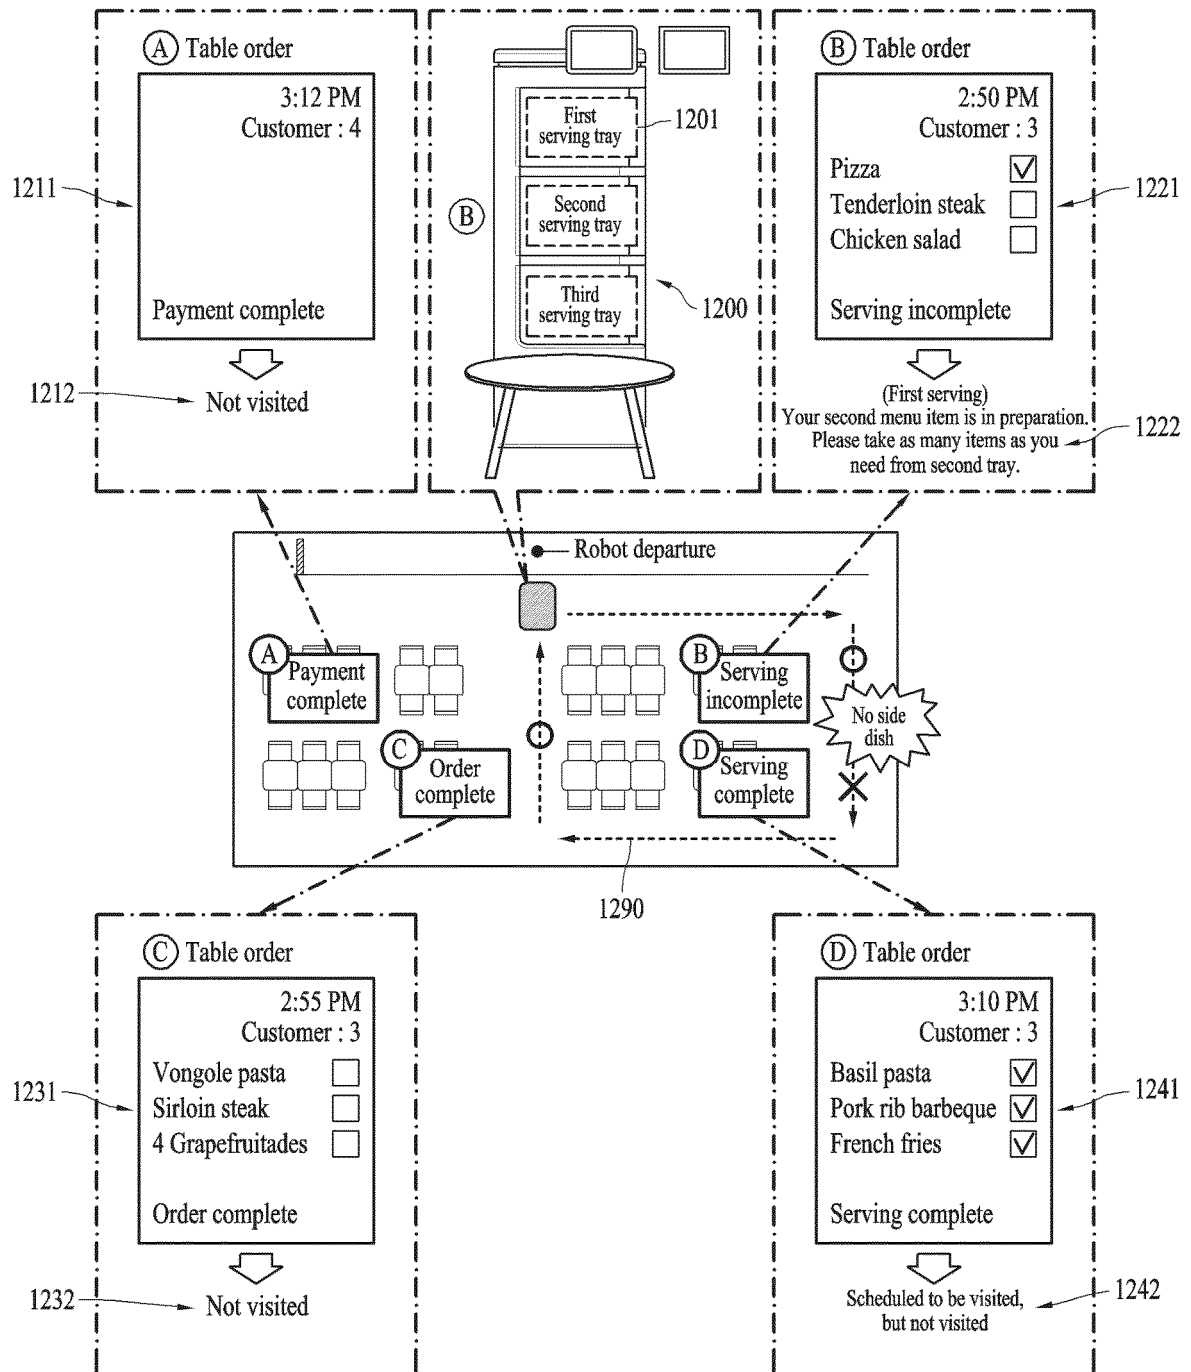 A Table order
3:12 PM
Customer : 4
Payment complete
Not visited
1211
1212
First
serving tray
Second
serving tray
Third
serving tray
B
1201
1200
B Table order
2:50 PM
Customer : 3
Pizza
Tenderloin steak
Chicken salad
Serving incomplete
(First serving)
Your second menu item is in preparation.
Please take as many items as you
need from second tray.
1221
1222
Robot departure
A
Payment
complete
B
Serving
incomplete
No side
dish
C
Order
complete
D
Serving
complete
1290
C Table order
2:55 PM
Customer : 3
Vongole pasta
Sirloin steak
4 Grapefruitades
Order complete
Not visited
1231
1232
D Table order
3:10 PM
Customer : 3
Basil pasta
Pork rib barbeque
French fries
Serving complete
Scheduled to be visited,
but not visited
1241
1242